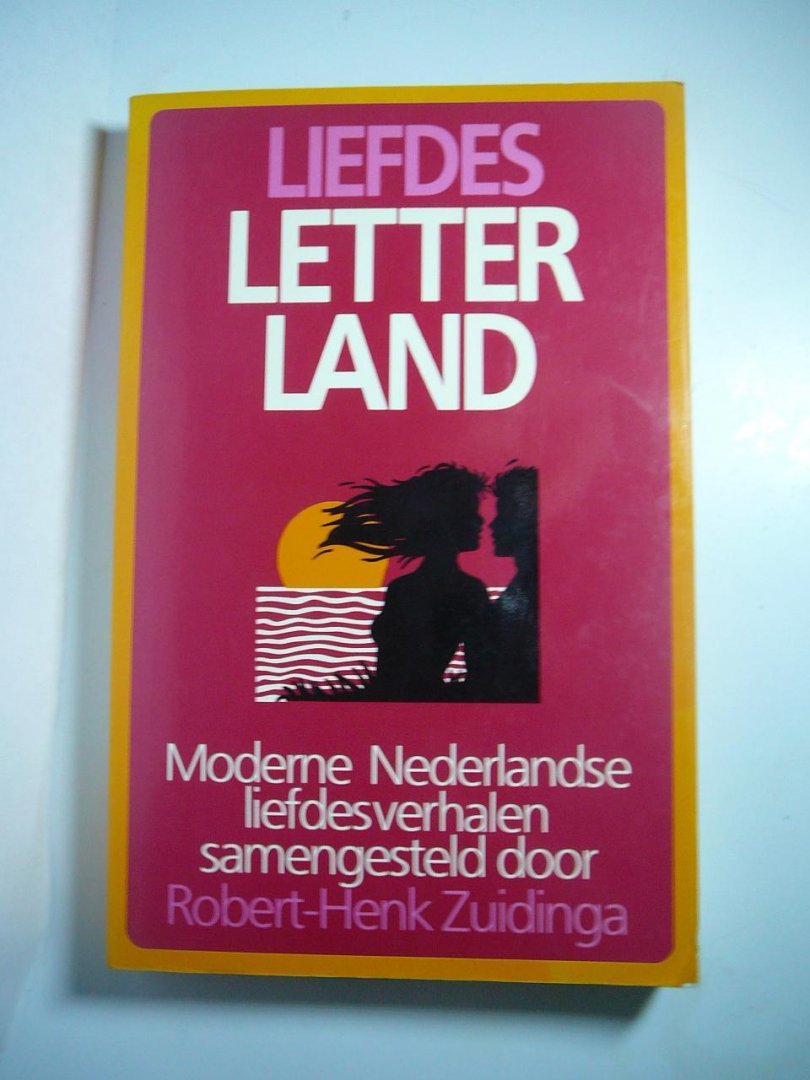 LIEFDES
LETTER
LAND
Moderne Nederlandse
liefdesverhalen
samengesteld door
Robert-Henk Zuidinga